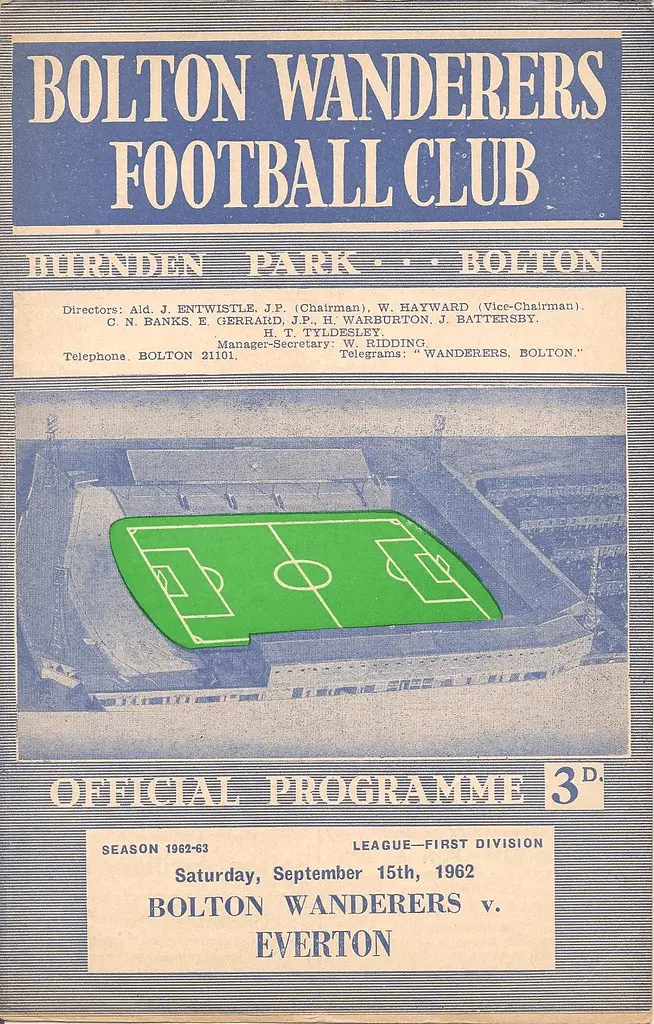 BOLTON WANDERERS
FOOTBALL CLUB
BURNDEN PARK . . . BOLTON
Directors: Ald. J. ENTWISTLE, J.P. (Chairman), W. HAYWARD (Vice-Chairman).
C. N. BANKS, E. GERRARD, J.P., H. WARBURTON, J. BATTERSBY.
H. T. TYLDESLEY.
Manager-Secretary: W. RIDDING.
Telephone. BOLTON 21101. Telegrams: "WANDERERS, BOLTON."
OFFICIAL PROGRAMME 3D.
SEASON 1962-63 LEAGUE—FIRST DIVISION
Saturday, September 15th, 1962
BOLTON WANDERERS v.
EVERTON